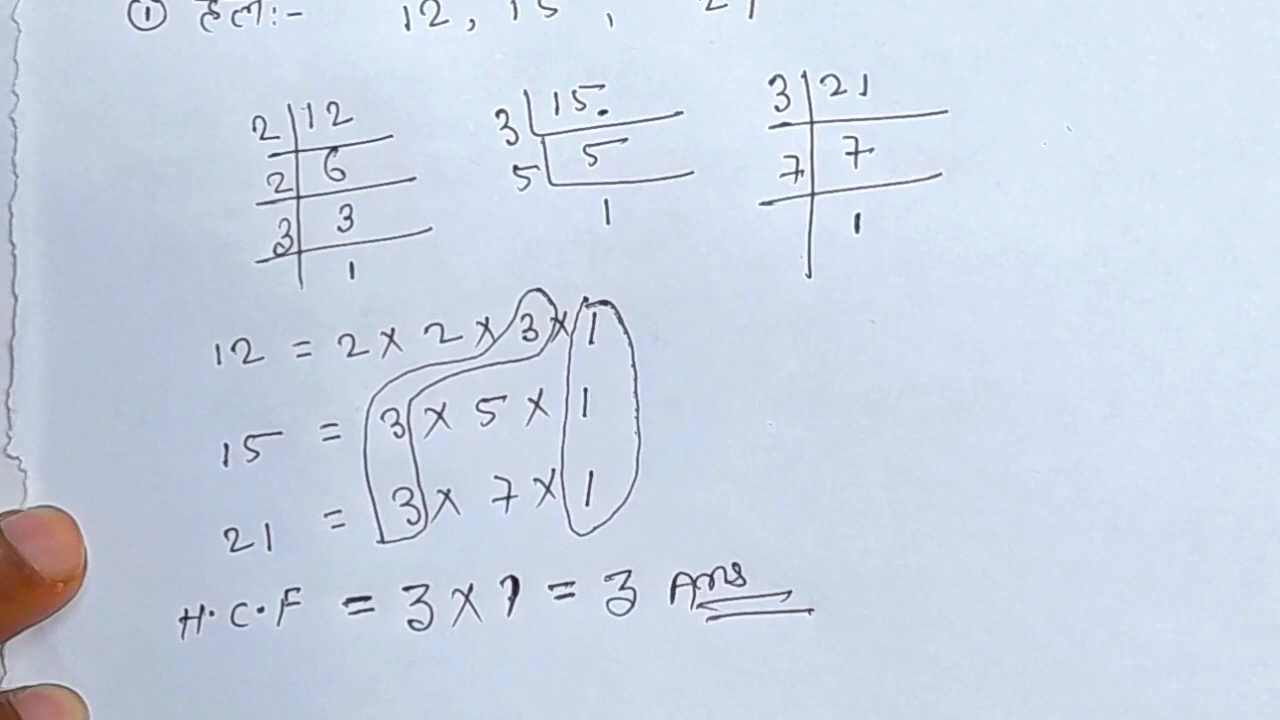 ① हल:- 12, 15, 21
2 12 3 15. 3 21
2 6 5 5 7 7
3 3 1 1
1
12 = 2 × 2 × 3 × 1
15 = 3 × 5 × 1
21 = 3 × 7 × 1
H.C.F = 3 × 1 = 3 Ans